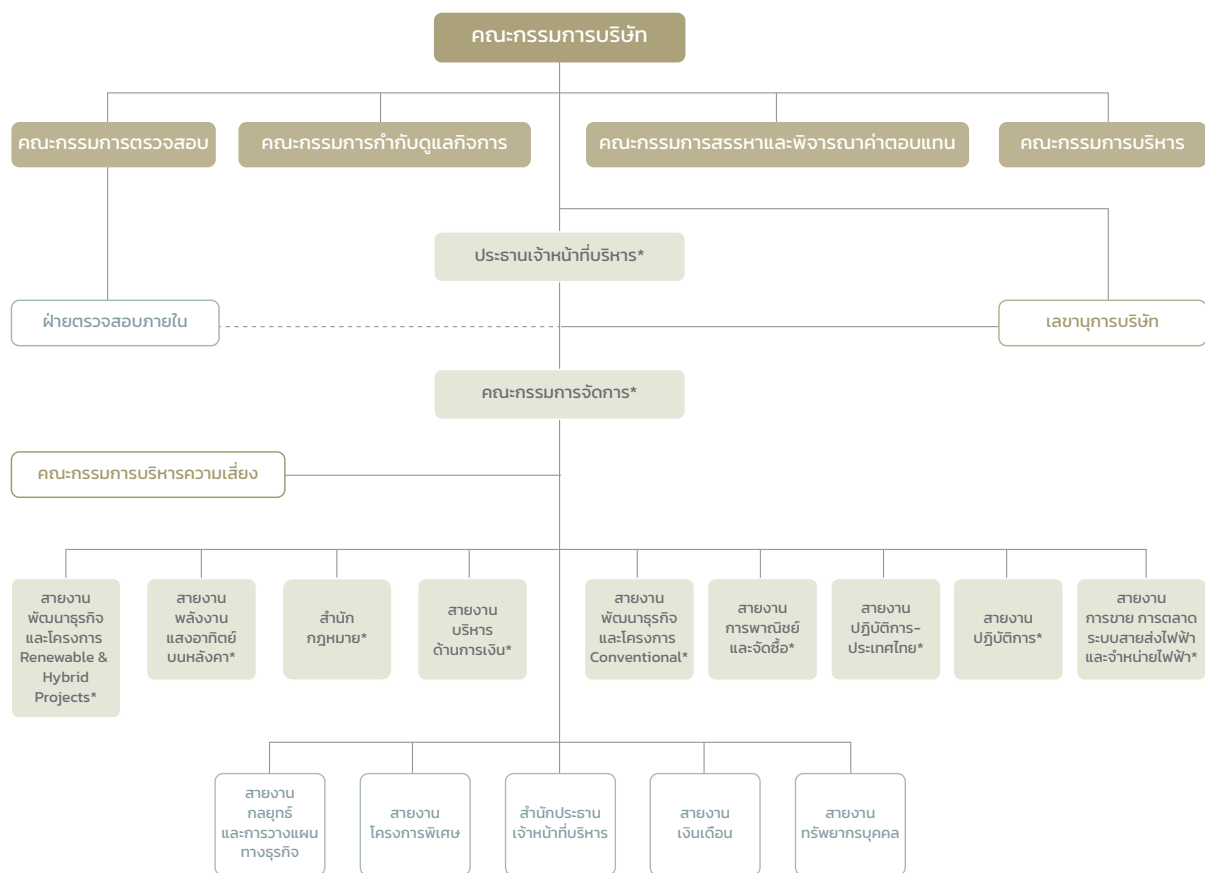 คณะกรรมการบริษัท
คณะกรรมการตรวจสอบ
คณะกรรมการกำกับดูแลกิจการ
คณะกรรมการสรรหาและพิจารณาค่าตอบแทน
คณะกรรมการบริหาร
ประธานเจ้าหน้าที่บริหาร*
ฝ่ายตรวจสอบภายใน
เลขานุการบริษัท
คณะกรรมการจัดการ*
คณะกรรมการบริหารความเสี่ยง
สายงาน
พัฒนาธุรกิจ
และโครงการ
Renewable &
Hybrid
Projects*
สายงาน
พลังงาน
แสงอาทิตย์
บนหลังคา*
สำนัก
กฎหมาย*
สายงาน
บริหาร
ด้านการเงิน*
สายงาน
พัฒนาธุรกิจ
และโครงการ
Conventional*
สายงาน
การพาณิชย์
และจัดซื้อ*
สายงาน
ปฏิบัติการ-
ประเทศไทย*
สายงาน
ปฏิบัติการ*
สายงาน
การขาย การตลาด
ระบบสายส่งไฟฟ้า
และจำหน่ายไฟฟ้า*
สายงาน
กลยุทธ์
และการวางแผน
ทางธุรกิจ
สายงาน
โครงการพิเศษ
สำนักประธาน
เจ้าหน้าที่บริหาร
สายงาน
เงินเดือน
สายงาน
ทรัพยากรบุคคล